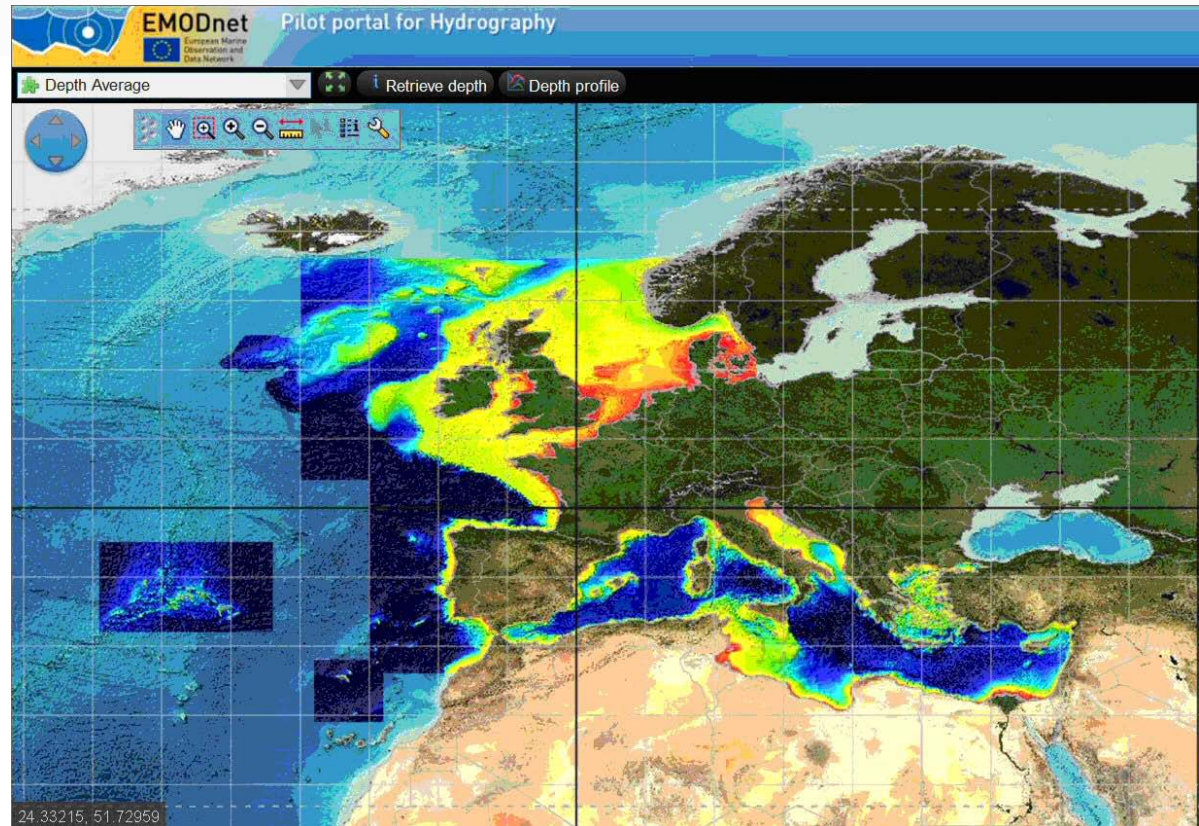 EMODnet
European Marine
Observation and
Data Network
Pilot portal for Hydrography
Depth Average
Retrieve depth
Depth profile
24.33215, 51.72959